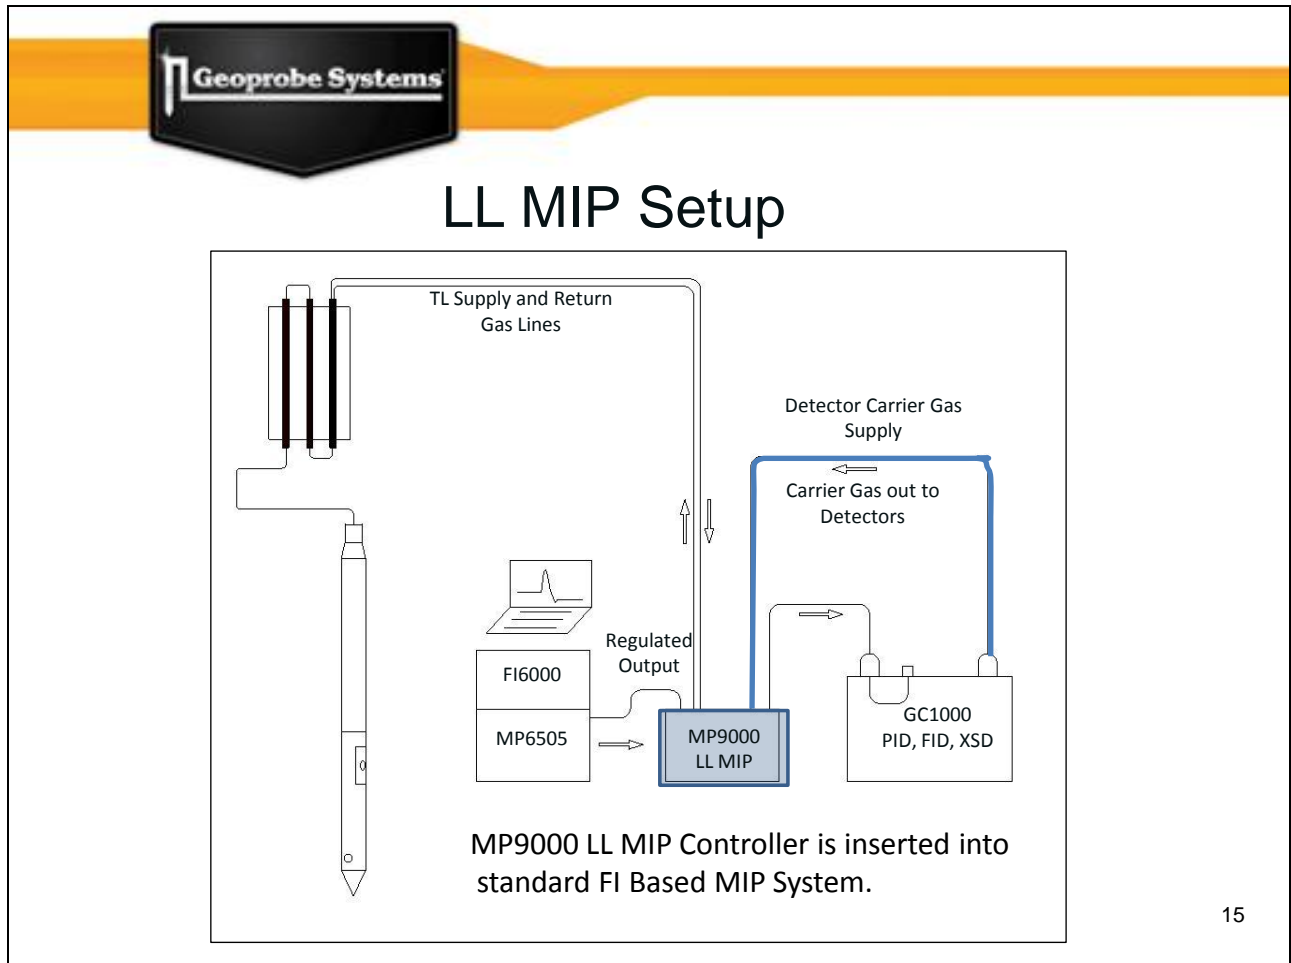 Geoprobe Systems
LL MIP Setup
TL Supply and Return
Gas Lines
Detector Carrier Gas
Supply
Carrier Gas out to
Detectors
Regulated
Output
FI6000
MP6505
MP9000
LL MIP
GC1000
PID, FID, XSD
MP9000 LL MIP Controller is inserted into
standard FI Based MIP System.
15